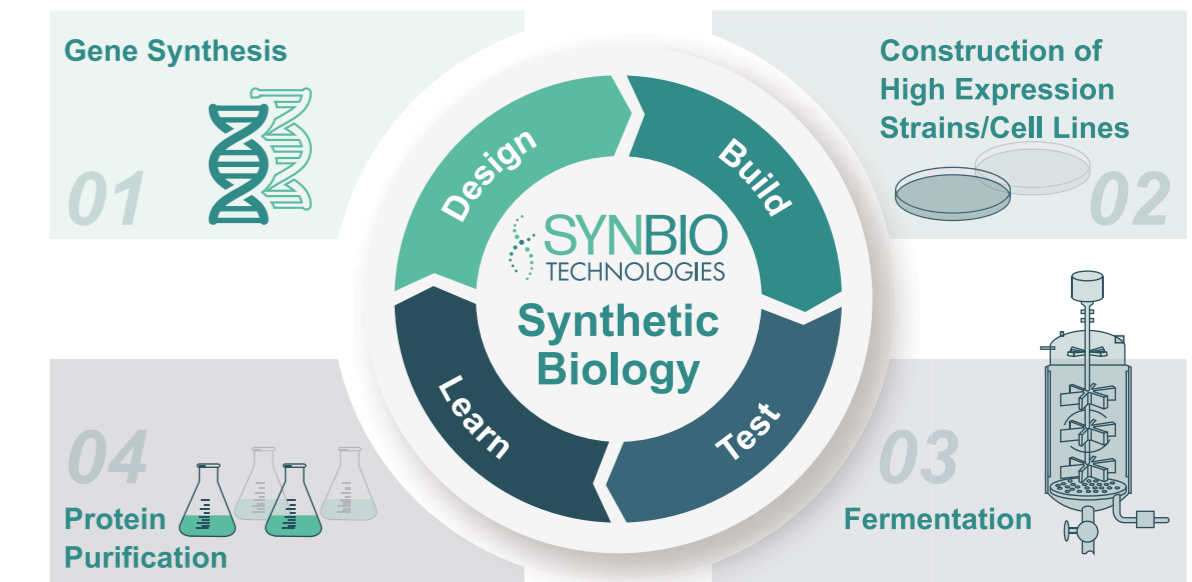 Gene Synthesis
01
Construction of
High Expression
Strains/Cell Lines
02
Design
Build
SYNBIO
TECHNOLOGIES
Synthetic
Biology
Learn
Test
04
Protein
Purification
03
Fermentation